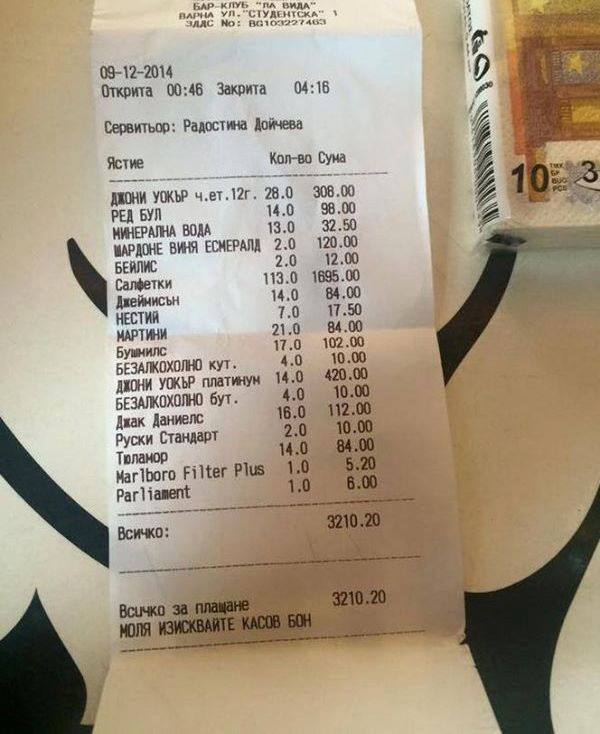 БАР-КЛУБ "ЛА ВИДА"
ВАРНА УЛ."СТУДЕНТСКА" 1
ЗДДС No: BG103227463
09-12-2014
Открита 00:46 Закрита 04:16
Сервитьор: Радостина Дойчева
Ястие Кол-во Сума
ДЖОНИ УОКЪР ч.ет.12г. 28.0 308.00
РЕД БУЛ 14.0 98.00
МИНЕРАЛНА ВОДА 13.0 32.50
ШАРДОНЕ ВИНЯ ЕСМЕРАЛД 2.0 120.00
БЕЙЛИС 2.0 12.00
Салфетки 113.0 1695.00
Джеймисън 14.0 84.00
НЕСТИЙ 7.0 17.50
МАРТИНИ 21.0 84.00
Бушмилс 17.0 102.00
БЕЗАЛКОХОЛНО кут. 4.0 10.00
ДЖОНИ УОКЪР платинум 14.0 420.00
БЕЗАЛКОХОЛНО бут. 4.0 10.00
Джак Даниелс 16.0 112.00
Руски Стандарт 2.0 10.00
Тюламор 14.0 84.00
Marlboro Filter Plus 1.0 5.20
Parliament 1.0 6.00
Всичко: 3210.20
Всичко за плащане 3210.20
МОЛЯ ИЗИСКВАЙТЕ КАСОВ БОН
10
3